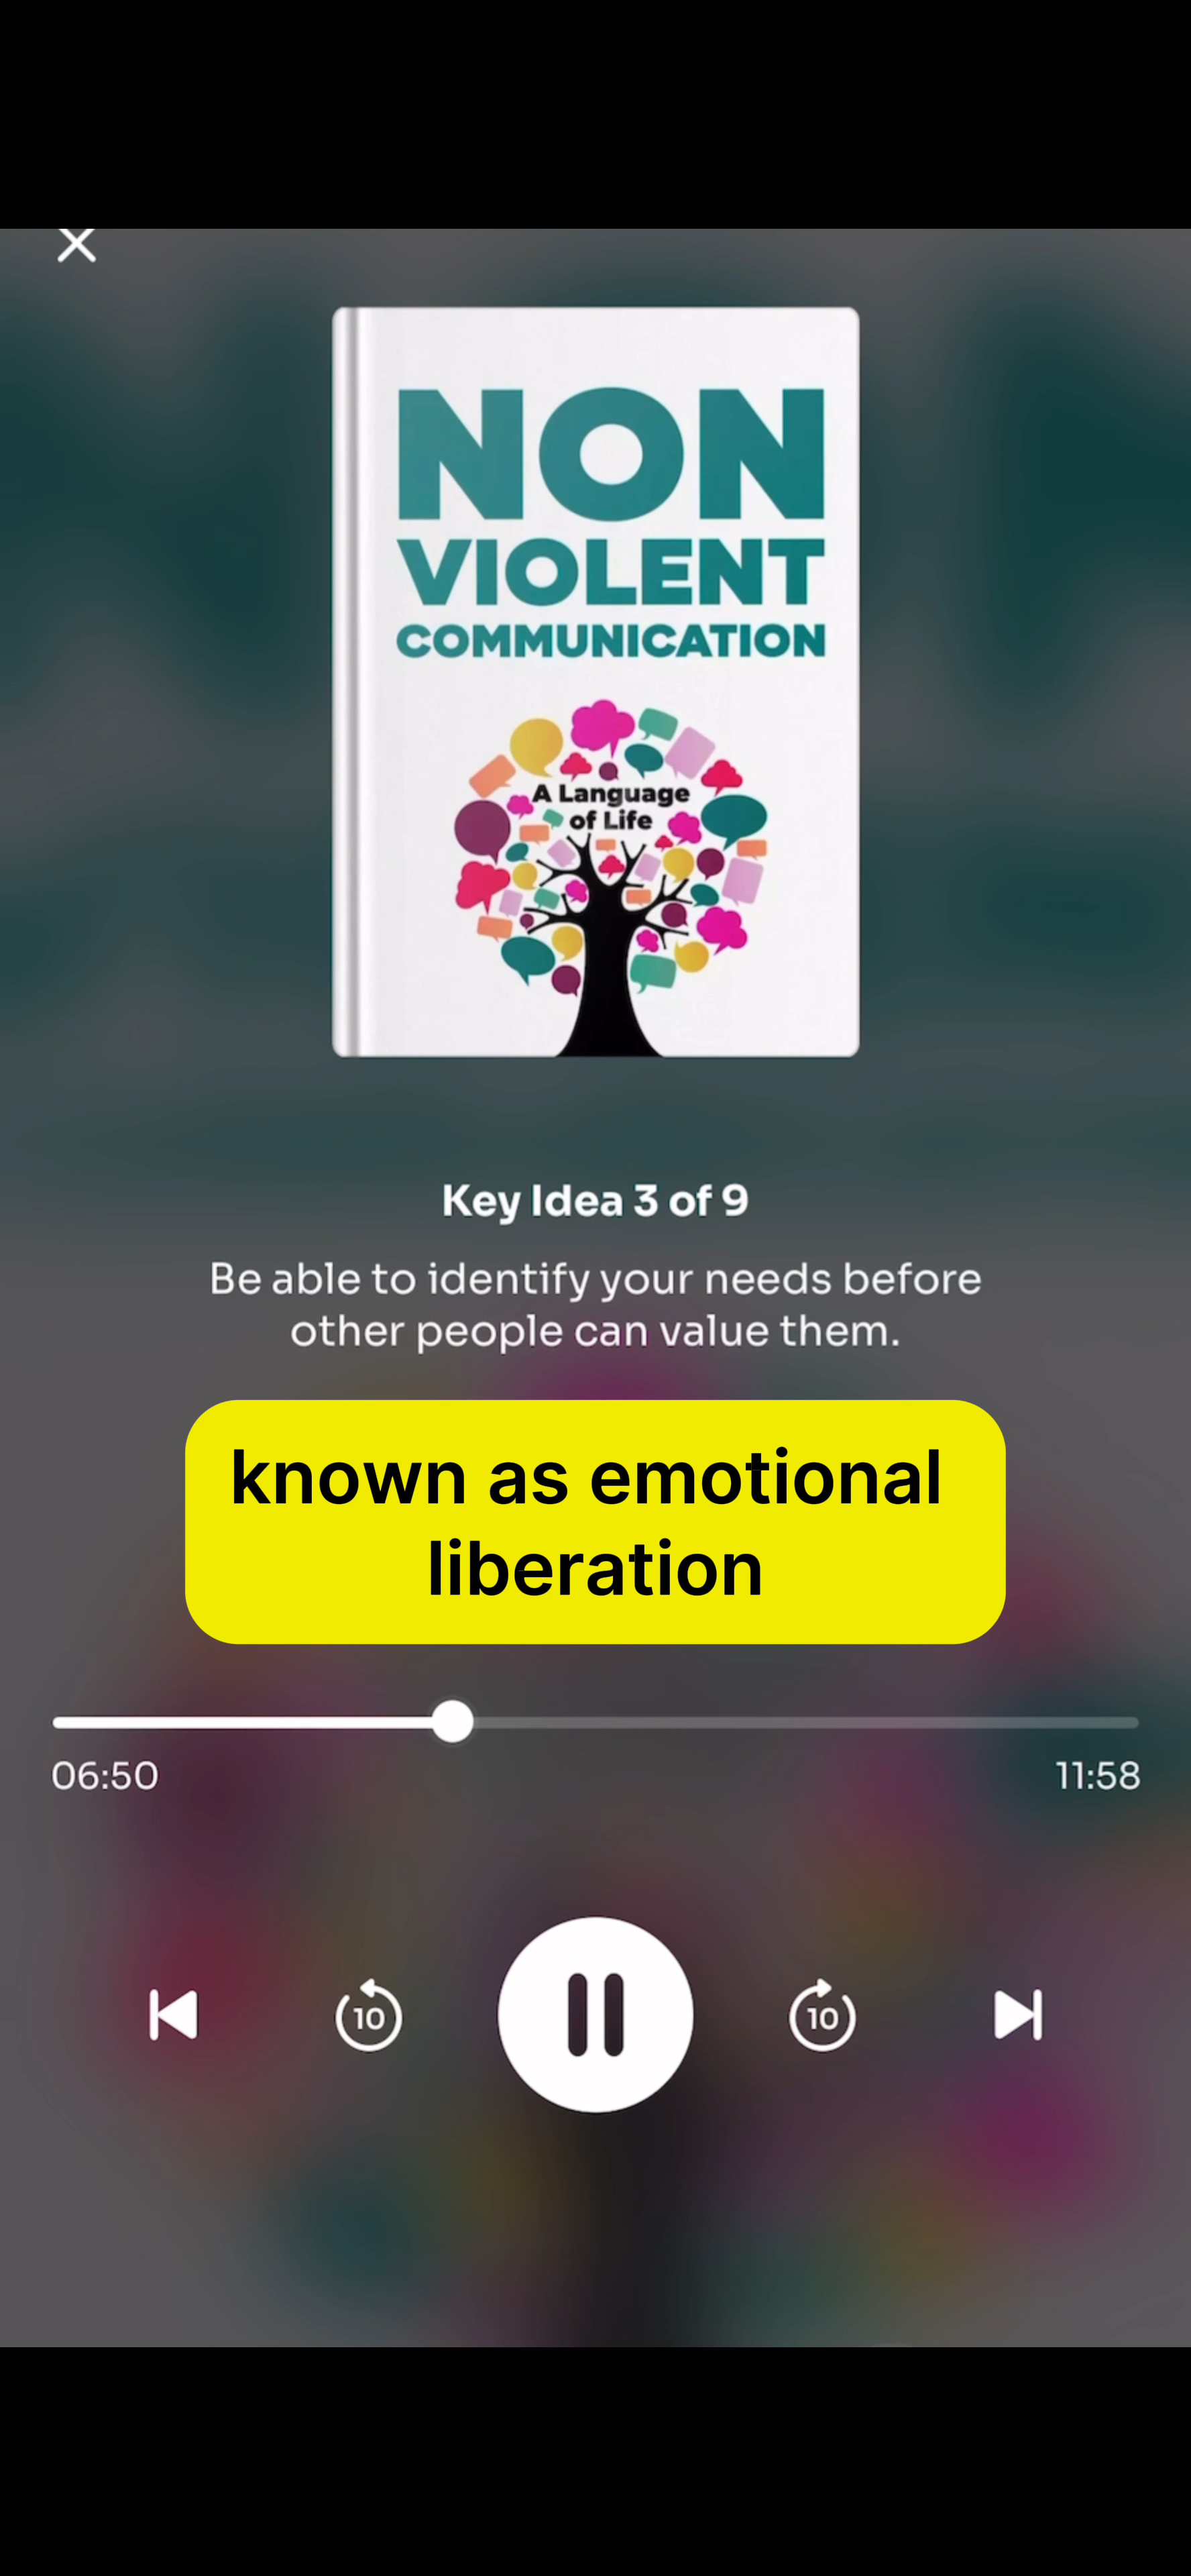 NON
VIOLENT
COMMUNICATION
A Language
of Life
Key Idea 3 of 9
Be able to identify your needs before
other people can value them.
known as emotional
liberation
06:50
11:58
10
10